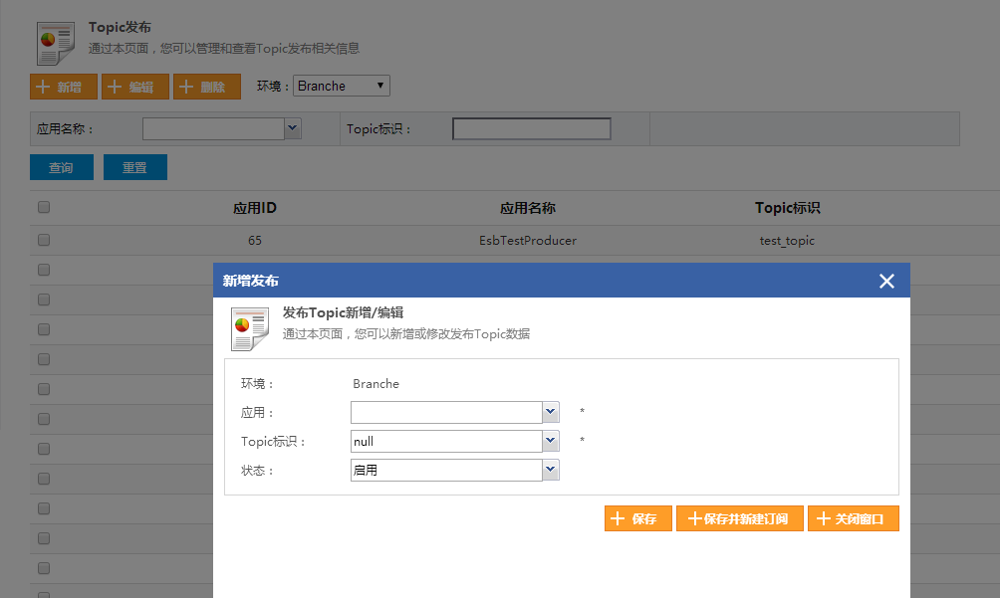 Topic发布
通过本页面，您可以管理和查看Topic发布相关信息
新增 编辑 删除 环境： Branche
应用名称： Topic标识：
查询 重置
应用ID 应用名称 Topic标识
65 EsbTestProducer test_topic
新增发布
发布Topic新增/编辑
通过本页面，您可以新增或修改发布Topic数据
环境： Branche
应用： *
Topic标识： null *
状态： 启用
保存 保存并新建订阅 关闭窗口